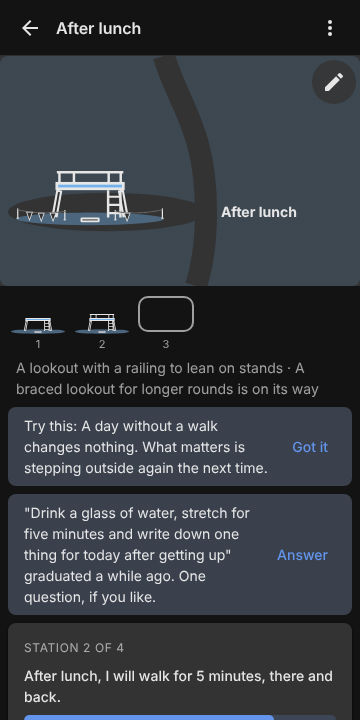 After lunch
After lunch
1
2
3
A lookout with a railing to lean on stands · A
braced lookout for longer rounds is on its way
Try this: A day without a walk
changes nothing. What matters is
stepping outside again the next time.
Got it
"Drink a glass of water, stretch for
five minutes and write down one
thing for today after getting up"
graduated a while ago. One
question, if you like.
Answer
STATION 2 OF 4
After lunch, I will walk for 5 minutes, there and
back.